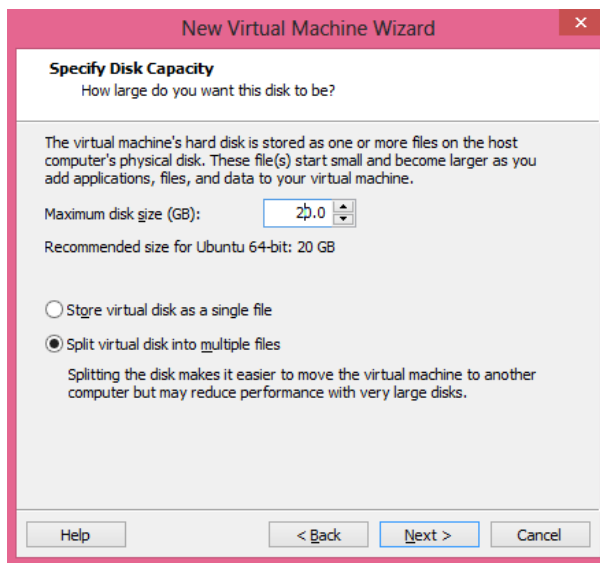 New Virtual Machine Wizard
Specify Disk Capacity
How large do you want this disk to be?
The virtual machine's hard disk is stored as one or more files on the host
computer's physical disk. These file(s) start small and become larger as you
add applications, files, and data to your virtual machine.
Maximum disk size (GB): 20.0
Recommended size for Ubuntu 64-bit: 20 GB
Store virtual disk as a single file
Split virtual disk into multiple files
Splitting the disk makes it easier to move the virtual machine to another
computer but may reduce performance with very large disks.
Help < Back Next > Cancel